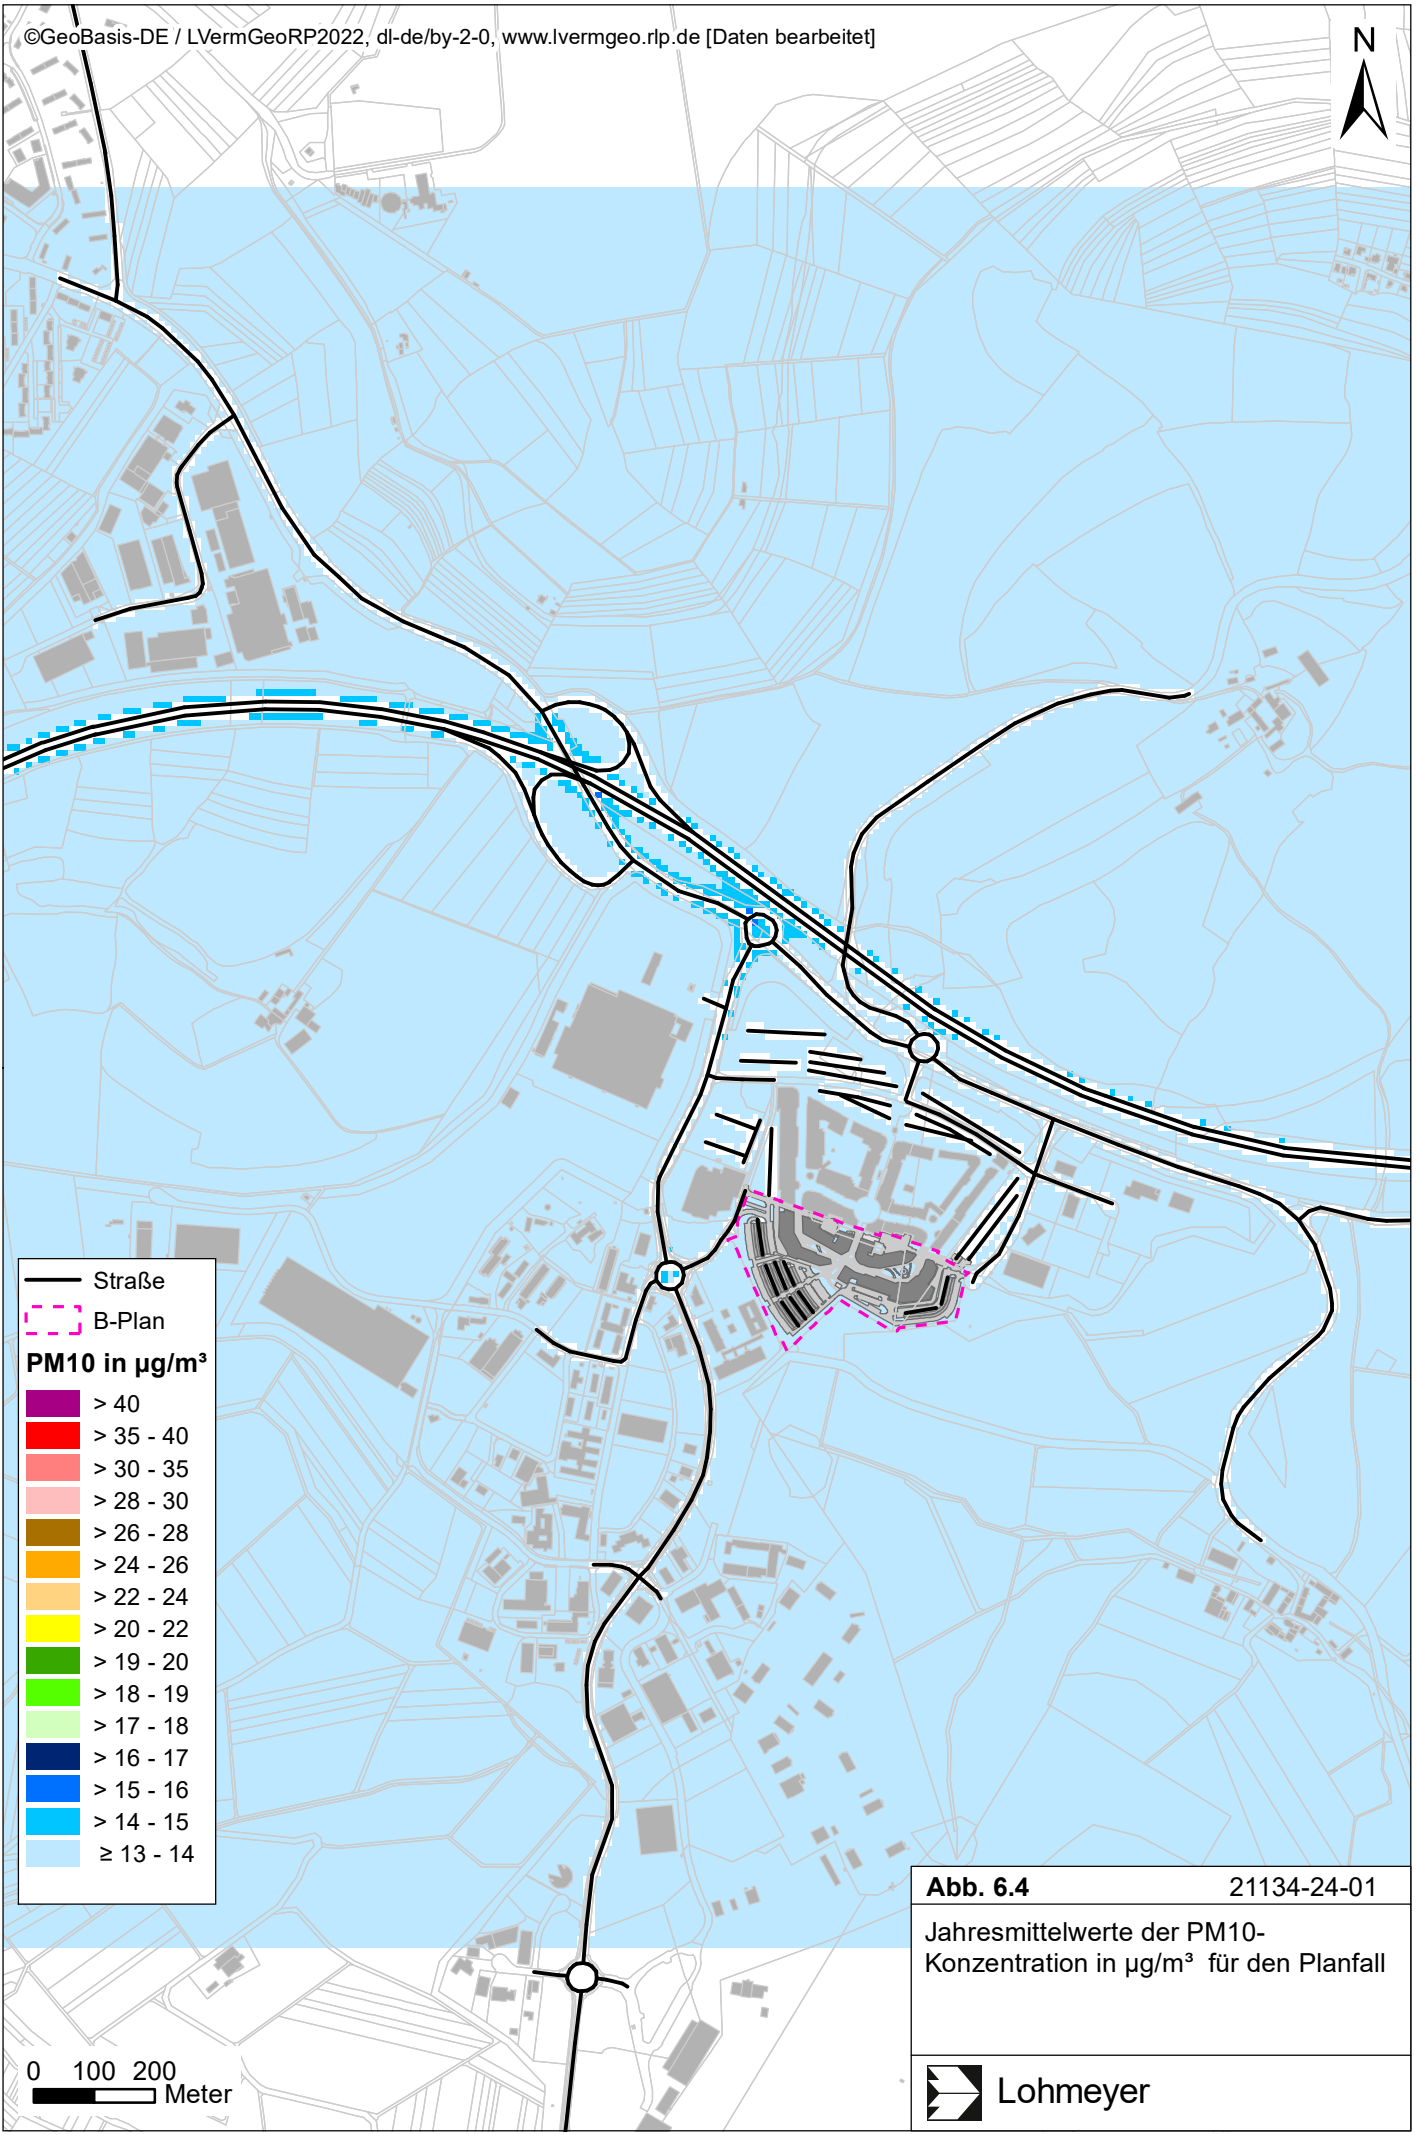 ©GeoBasis-DE / LVermGeoRP2022, dl-de/by-2-0, www.lvermgeo.rlp.de [Daten bearbeitet]
N
Straße
B-Plan
PM10 in µg/m³
> 40
> 35 - 40
> 30 - 35
> 28 - 30
> 26 - 28
> 24 - 26
> 22 - 24
> 20 - 22
> 19 - 20
> 18 - 19
> 17 - 18
> 16 - 17
> 15 - 16
> 14 - 15
≥ 13 - 14
0 100 200
Meter
Abb. 6.4 21134-24-01
Jahresmittelwerte der PM10-
Konzentration in µg/m³ für den Planfall
Lohmeyer